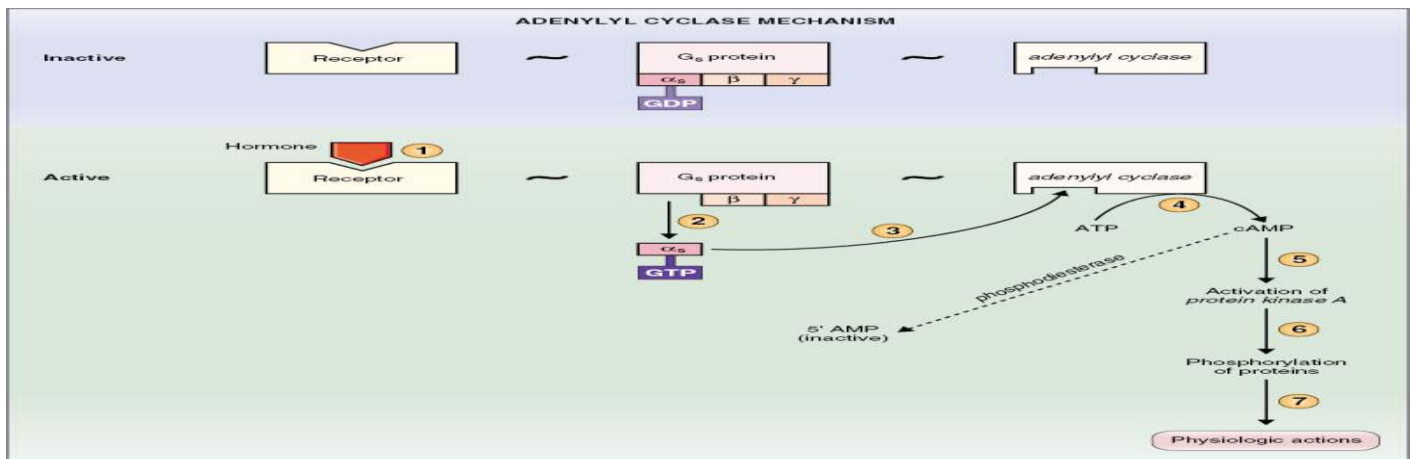 ADENYLYL CYCLASE MECHANISM
Inactive
Receptor
~
Gs protein
~
adenylyl cyclase
αs
β
γ
GDP
Hormone
1
Active
Receptor
~
Gs protein
~
adenylyl cyclase
β
γ
2
3
4
αs
GTP
ATP
cAMP
phosphodiesterase
5
5' AMP
(inactive)
Activation of
protein kinase A
6
Phosphorylation
of proteins
7
Physiologic actions